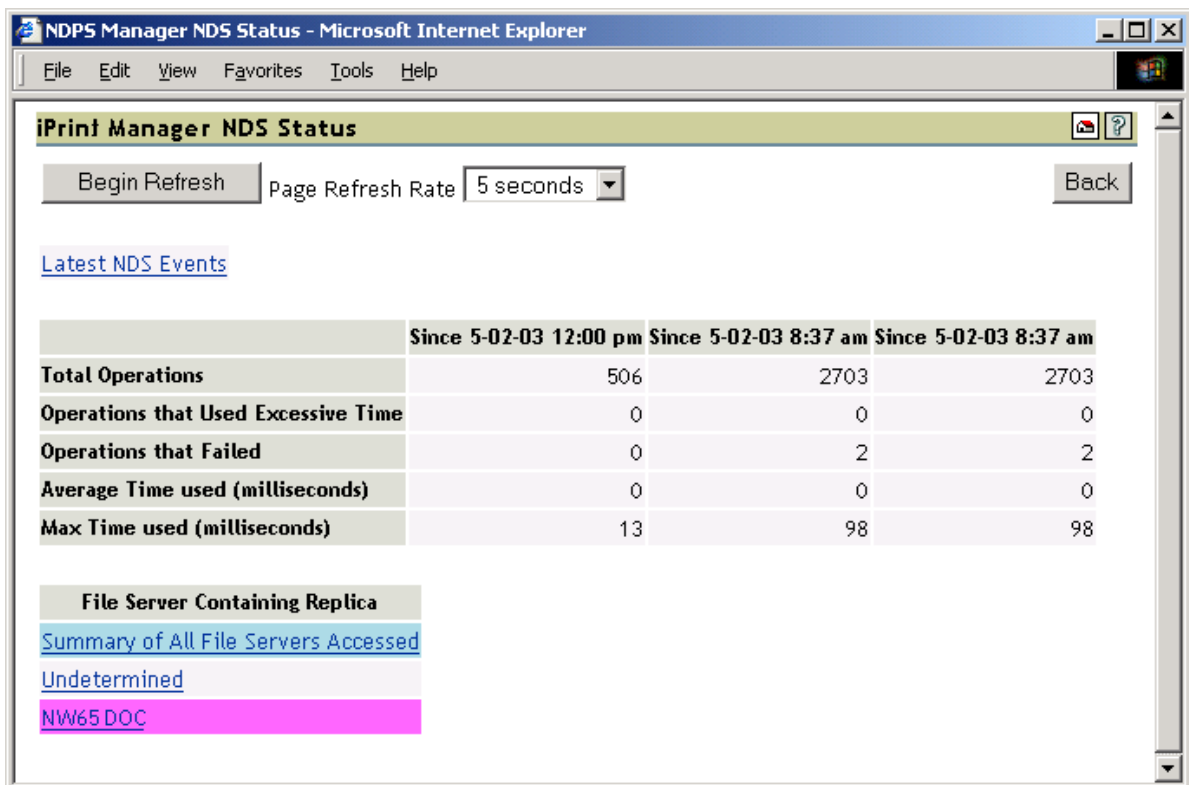 NDPS Manager NDS Status - Microsoft Internet Explorer
File Edit View Favorites Tools Help
iPrint Manager NDS Status
?
Begin Refresh Page Refresh Rate 5 seconds Back
Latest NDS Events
Since 5-02-03 12:00 pm Since 5-02-03 8:37 am Since 5-02-03 8:37 am
Total Operations 506 2703 2703
Operations that Used Excessive Time 0 0 0
Operations that Failed 0 2 2
Average Time used (milliseconds) 0 0 0
Max Time used (milliseconds) 13 98 98
File Server Containing Replica
Summary of All File Servers Accessed
Undetermined
NW65 DOC